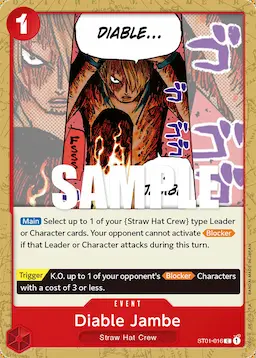 1
DIABLE...
SAMPLE
Main Select up to 1 of your {Straw Hat Crew} type Leader
or Character cards. Your opponent cannot activate Blocker
if that Leader or Character attacks during this turn.
Trigger K.O. up to 1 of your opponent's Blocker Characters
with a cost of 3 or less.
EVENT
Diable Jambe
Straw Hat Crew
ST01-016